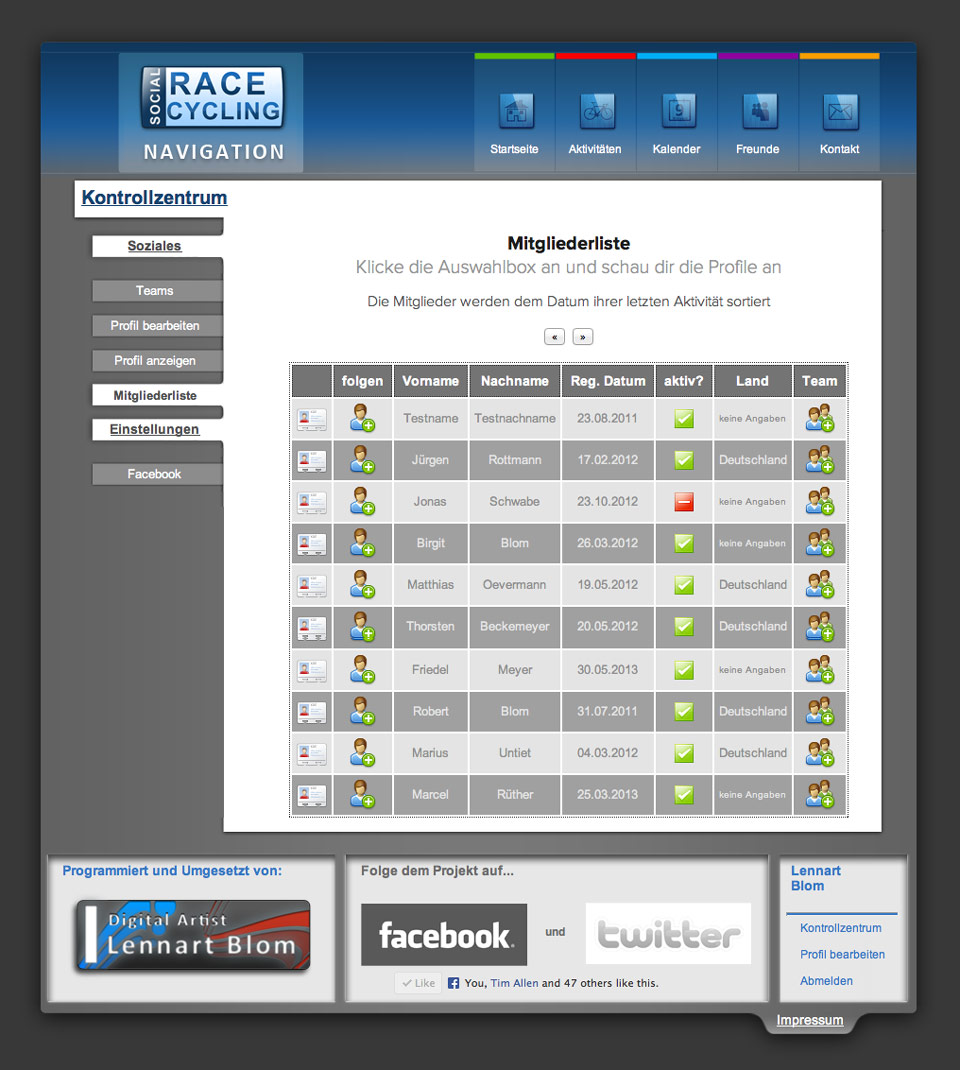 SOCIAL
RACE
CYCLING
NAVIGATION
9
Startseite Aktivitäten Kalender Freunde Kontakt
Kontrollzentrum
Soziales
Teams
Profil bearbeiten
Profil anzeigen
Mitgliederliste
Einstellungen
Facebook
Mitgliederliste
Klicke die Auswahlbox an und schau dir die Profile an
Die Mitglieder werden dem Datum ihrer letzten Aktivität sortiert
« »
folgen Vorname Nachname Reg. Datum aktiv? Land Team
Testname Testnachname 23.08.2011 keine Angaben
Jürgen Rottmann 17.02.2012 Deutschland
Jonas Schwabe 23.10.2012 keine Angaben
Birgit Blom 26.03.2012 keine Angaben
Matthias Oevermann 19.05.2012 Deutschland
Thorsten Beckemeyer 20.05.2012 Deutschland
Friedel Meyer 30.05.2013 keine Angaben
Robert Blom 31.07.2011 Deutschland
Marius Untiet 04.03.2012 Deutschland
Marcel Rüther 25.03.2013 keine Angaben
Programmiert und Umgesetzt von:
Digital Artist
Lennart Blom
Folge dem Projekt auf...
facebook. und twitter
Like You, Tim Allen and 47 others like this.
Lennart
Blom
Kontrollzentrum
Profil bearbeiten
Abmelden
Impressum